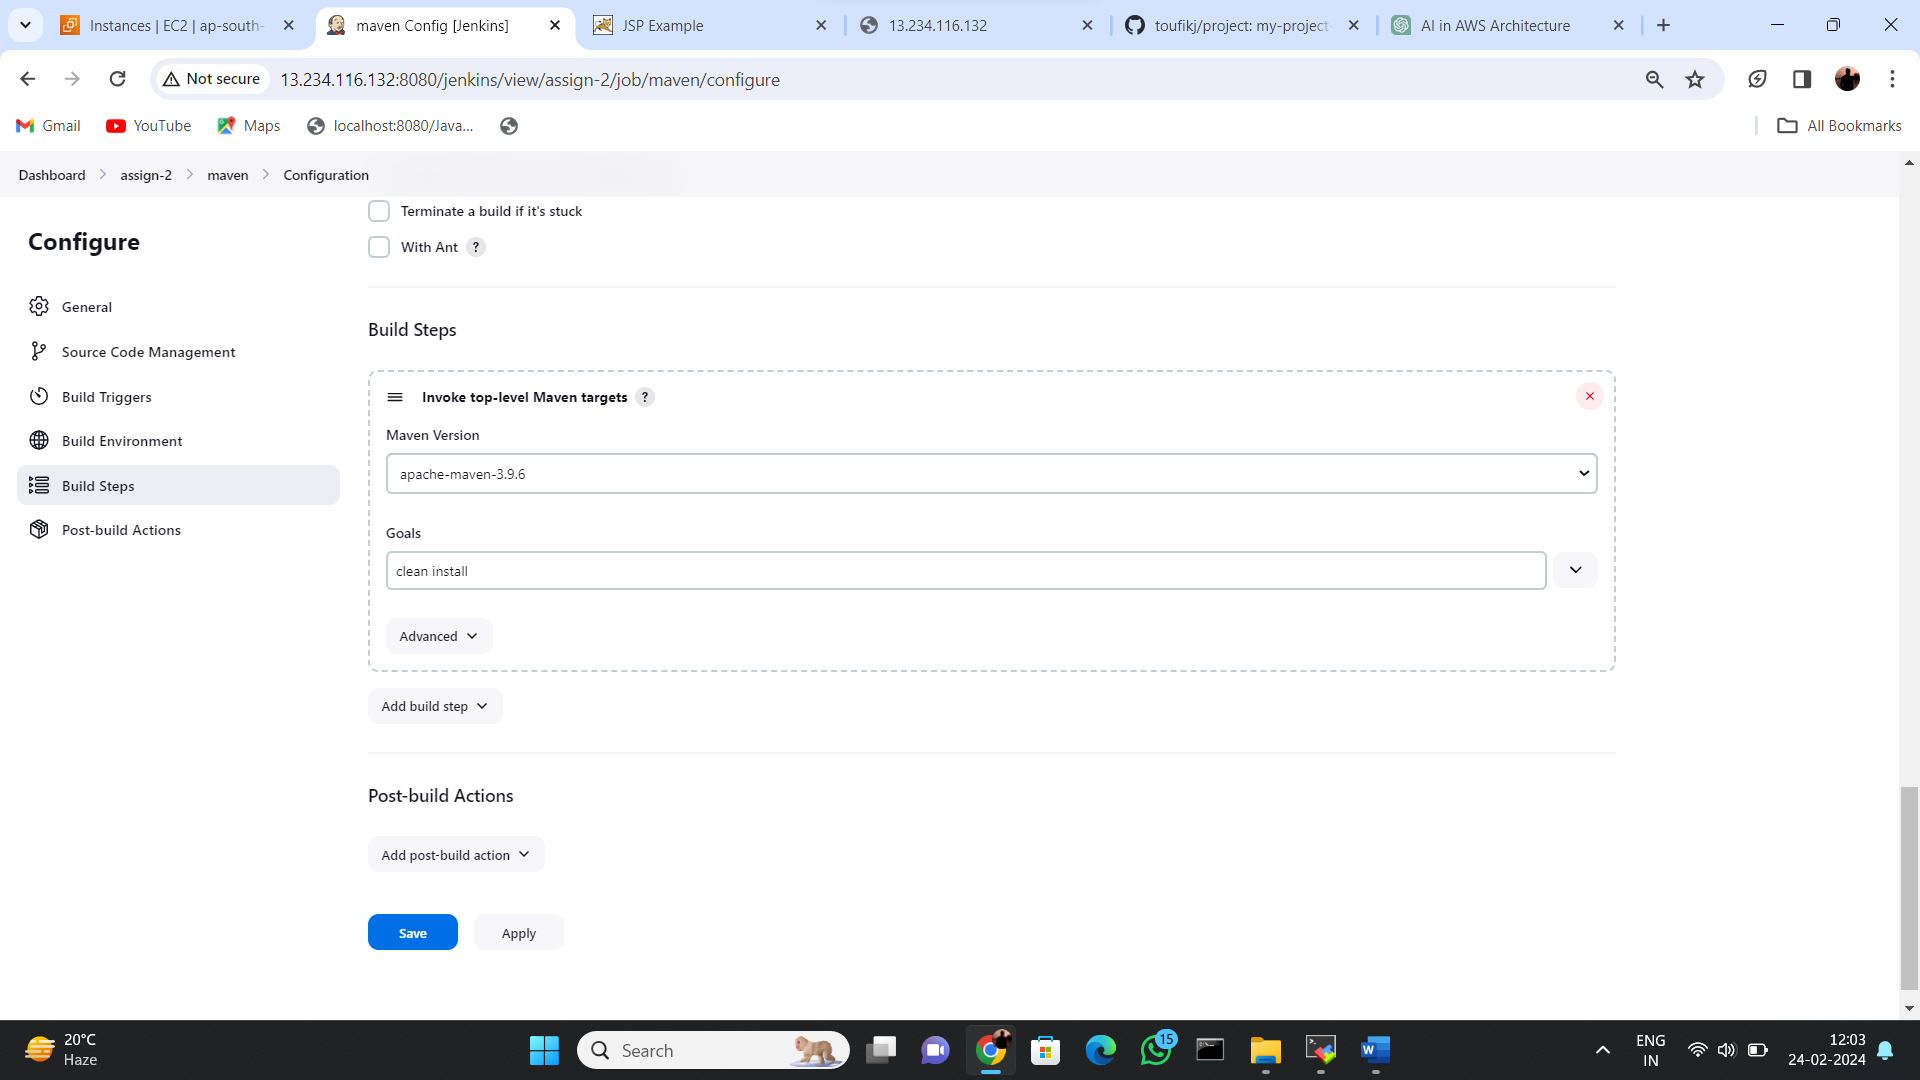 Instances | EC2 | ap-south-
maven Config [Jenkins]
JSP Example
13.234.116.132
toufikj/project: my-project-
AI in AWS Architecture
Not secure
13.234.116.132:8080/jenkins/view/assign-2/job/maven/configure
Gmail
YouTube
Maps
localhost:8080/Java...
All Bookmarks
Dashboard
assign-2
maven
Configuration
Configure
General
Source Code Management
Build Triggers
Build Environment
Build Steps
Post-build Actions
Terminate a build if it's stuck
With Ant ?
Build Steps
Invoke top-level Maven targets ?
Maven Version
apache-maven-3.9.6
Goals
clean install
Advanced
Add build step
Post-build Actions
Add post-build action
Save
Apply
20°C
Haze
Search
15
ENG
IN
12:03
24-02-2024